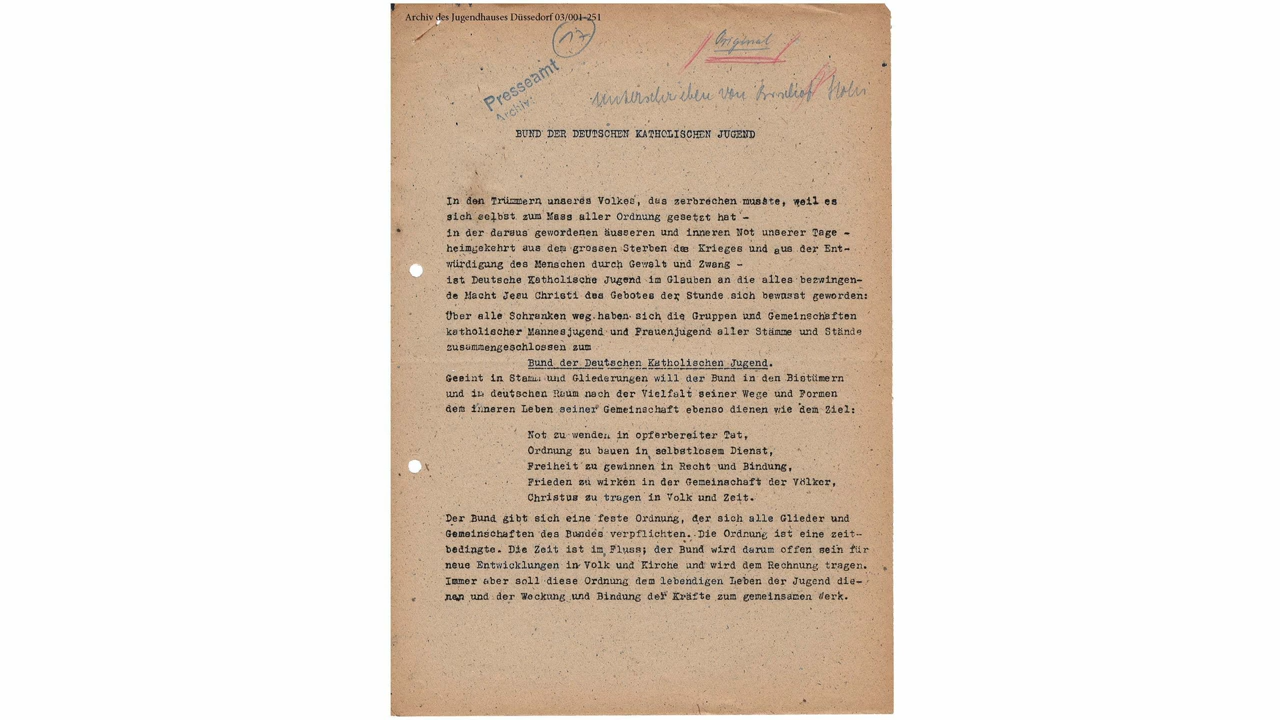 Archiv des Jugendhauses Düssedorf 03/001-251
17
Original
Presseamt
Archiv:
unterschrieben von
BUND DER DEUTSCHEN KATHOLISCHEN JUGEND
In den Trümmern unseres Volkes, das zerbrechen musste, weil es
sich selbst zum Mass aller Ordnung gesetzt hat -
in der daraus gewordenen äusseren und inneren Not unserer Tage -
heimgekehrt aus dem grossen Sterben des Krieges und aus der Ent-
würdigung des Menschen durch Gewalt und Zwang -
ist Deutsche Katholische Jugend im Glauben an die alles bezwingen-
de Macht Jesu Christi des Gebotes der Stunde sich bewusst geworden:
Über alle Schranken weg haben sich die Gruppen und Gemeinschaften
katholischer Mannesjugend und Frauenjugend aller Stämme und Stände
zusammengeschlossen zum
Bund der Deutschen Katholischen Jugend.
Geeint in Stamm und Gliederungen will der Bund in den Bistümern
und im deutschen Raum nach der Vielfalt seiner Wege und Formen
dem inneren Leben seiner Gemeinschaft ebenso dienen wie dem Ziel:
Not zu wenden in opferbereiter Tat,
Ordnung zu bauen in selbstlosem Dienst,
Freiheit zu gewinnen in Recht und Bindung,
Frieden zu wirken in der Gemeinschaft der Völker,
Christus zu tragen in Volk und Zeit.
Der Bund gibt sich eine feste Ordnung, der sich alle Glieder und
Gemeinschaften des Bundes verpflichten. Die Ordnung ist eine zeit-
bedingte. Die Zeit ist im Fluss; der Bund wird darum offen sein für
neue Entwicklungen in Volk und Kirche und wird dem Rechnung tragen.
Immer aber soll diese Ordnung dem lebendigen Leben der Jugend die-
nen und der Weckung und Bindung der Kräfte zum gemeinsamen Werk.